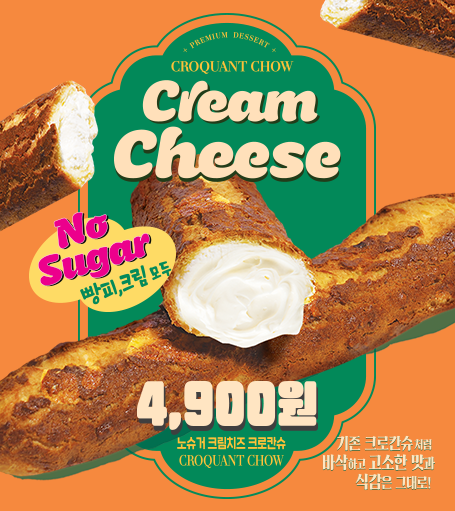 PREMIUM DESSERT
CROQUANT CHOW
Cream
Cheese
No
Sugar
빵피,크림 모두
4,900원
노슈거 크림치즈 크로칸슈
CROQUANT CHOW
기존 크로칸슈처럼
바삭하고 고소한 맛과
식감은 그대로!